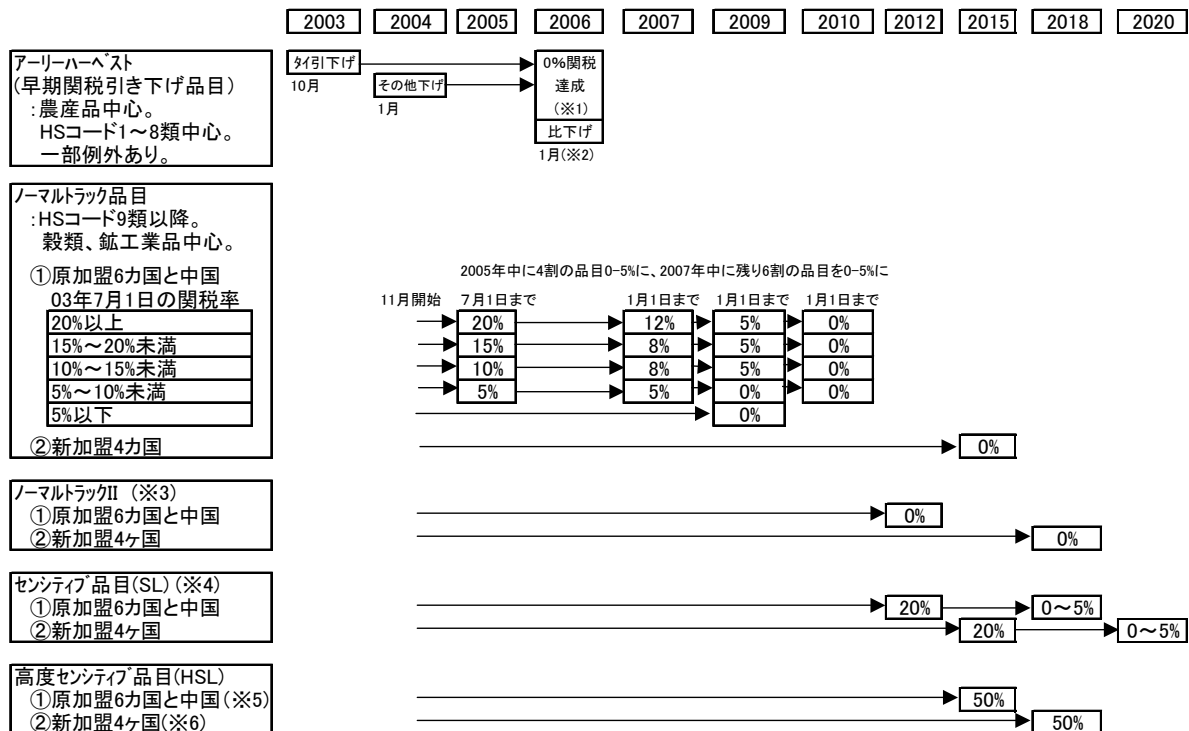 2003 2004 2005 2006 2007 2009 2010 2012 2015 2018 2020
アーリーハーベスト
(早期関税引き下げ品目)
:農産品中心。
HSコード1～8類中心。
一部例外あり。
タイ引下げ
10月
その他下げ
1月
0%関税
達成
(※1)
比下げ
1月(※2)
ノーマルトラック品目
:HSコード9類以降。
穀類、鉱工業品中心。
①原加盟6カ国と中国
2005年中に4割の品目0-5%に、2007年中に残り6割の品目を0-5%に
03年7月1日の関税率
11月開始 7月1日まで 1月1日まで 1月1日まで 1月1日まで
20%以上 20% 12% 5% 0%
15%～20%未満 15% 8% 5% 0%
10%～15%未満 10% 8% 5% 0%
5%～10%未満 5% 5% 0% 0%
5%以下 0%
②新加盟4カ国 0%
ノーマルトラックII (※3)
①原加盟6カ国と中国 0%
②新加盟4ヶ国 0%
センシティブ品目(SL)(※4)
①原加盟6カ国と中国 20% 0～5%
②新加盟4ヶ国 20% 0～5%
高度センシティブ品目(HSL)
①原加盟6カ国と中国(※5) 50%
②新加盟4ヶ国(※6) 50%